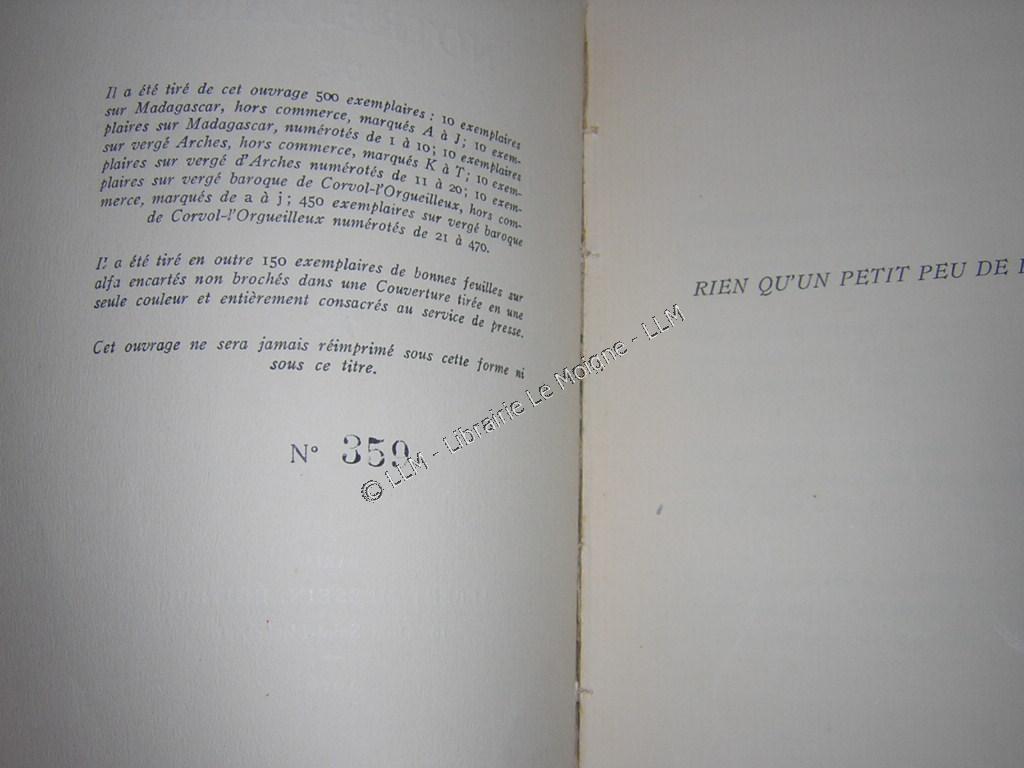 Il a été tiré de cet ouvrage 500 exemplaires : 10 exemplaires
sur Madagascar, hors commerce, marqués A à J ; 10 exem-
plaires sur Madagascar, numérotés de 1 à 10 ; 10 exemplaires
sur vergé Arches, hors commerce, marqués K à T ; 10 exem-
plaires sur vergé d'Arches numérotés de 11 à 20 ; 10 exem-
plaires sur vergé baroque de Corvol-l'Orgueilleux, hors com-
merce, marqués de a à j ; 450 exemplaires sur vergé baroque
de Corvol-l'Orgueilleux numérotés de 21 à 470.
Il a été tiré en outre 150 exemplaires de bonnes feuilles sur
alfa encartés non brochés dans une Couverture tirée en une
seule couleur et entièrement consacrés au service de presse.
Cet ouvrage ne sera jamais réimprimé sous cette forme ni
sous ce titre.
N° 359
© LLM - Librairie Le Moigne - LLM
RIEN QU'UN PETIT PEU DE